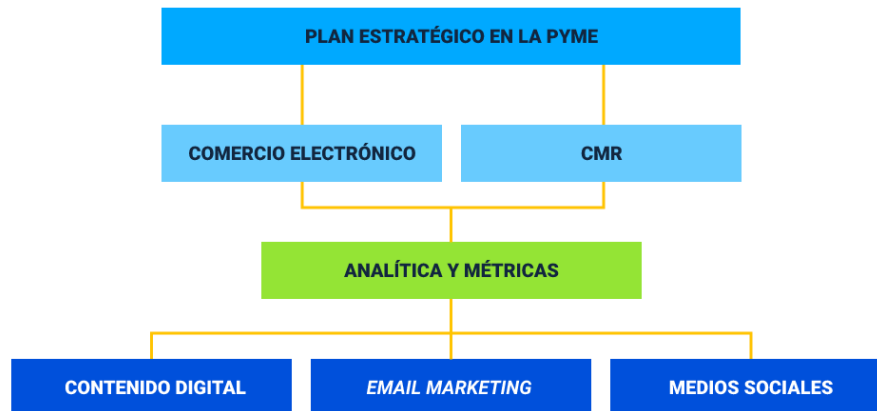 PLAN ESTRATÉGICO EN LA PYME
COMERCIO ELECTRÓNICO
CMR
ANALÍTICA Y MÉTRICAS
CONTENIDO DIGITAL
EMAIL MARKETING
MEDIOS SOCIALES